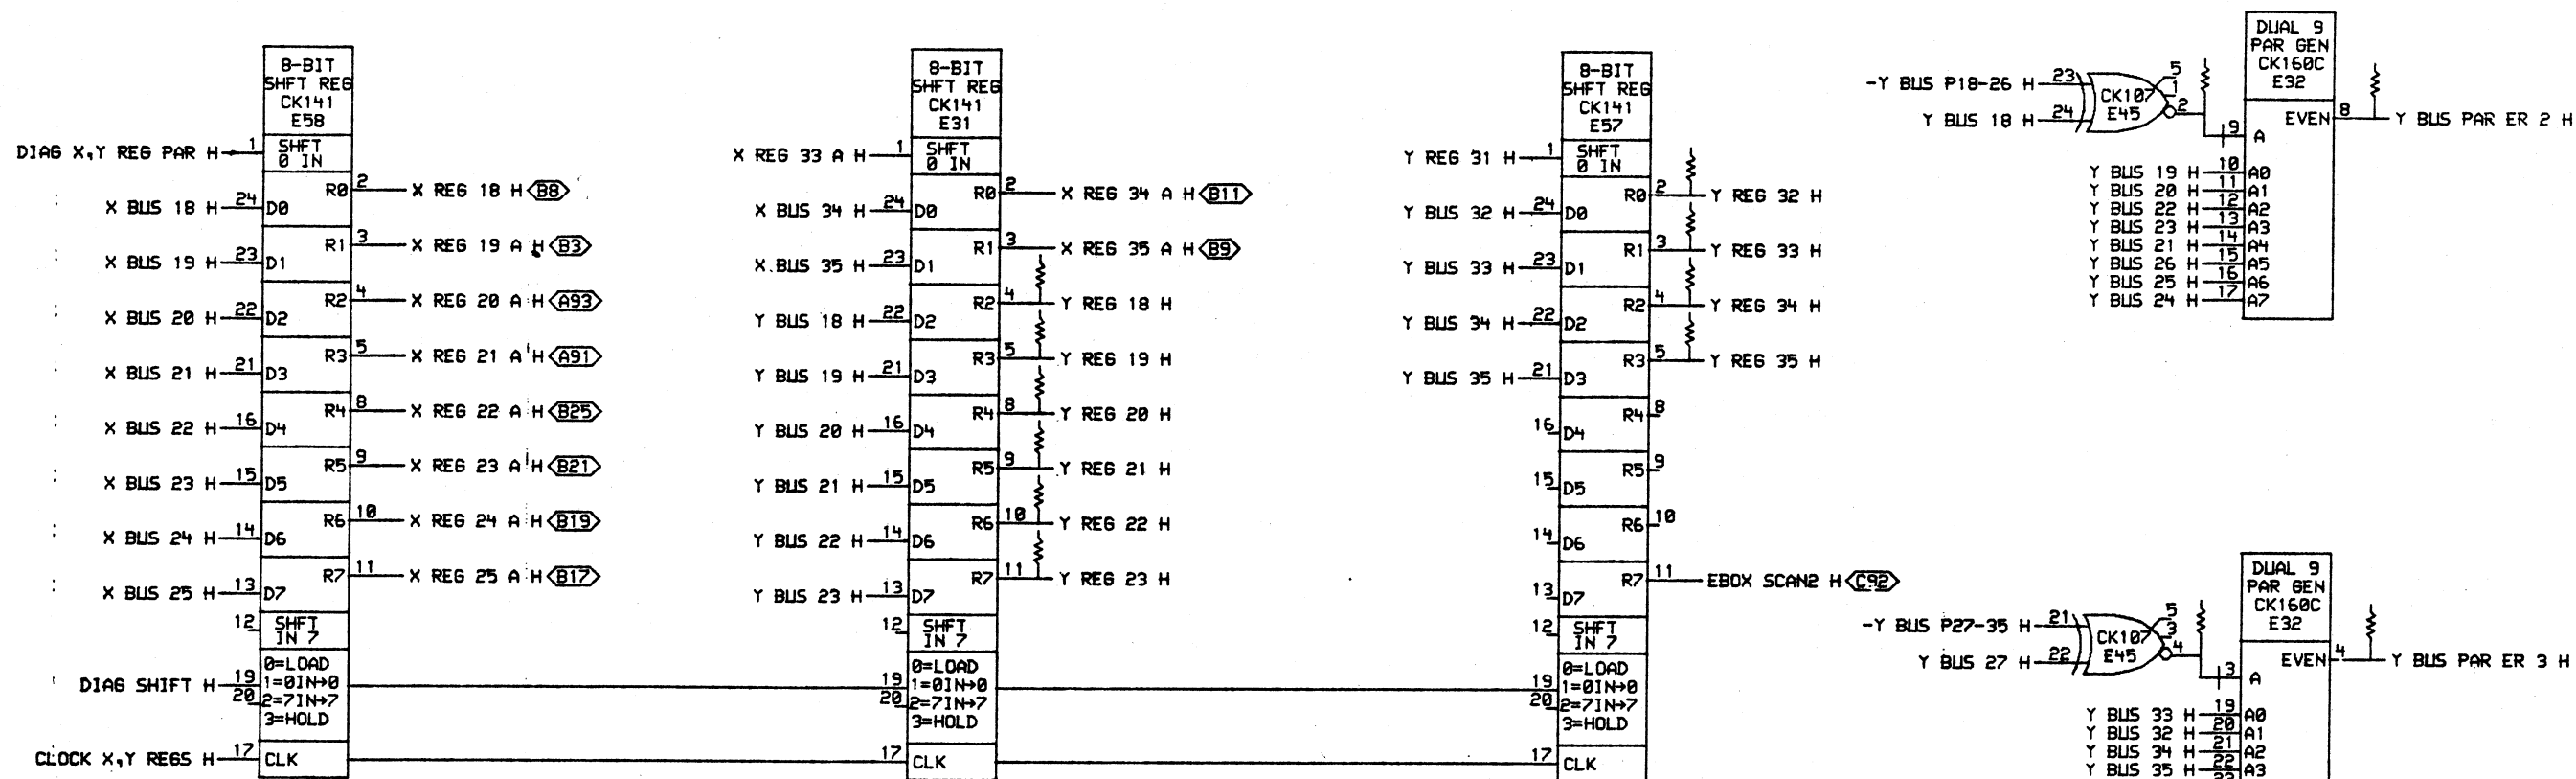 8-BIT
SHFT REG
CK141
E58
DIAG X,Y REG PAR H 1 SHFT
0 IN
R0 2 X REG 18 H B8
X BUS 18 H 24 D0
R1 3 X REG 19 A H B3
X BUS 19 H 23 D1
R2 4 X REG 20 A H A93
X BUS 20 H 22 D2
R3 5 X REG 21 A H A91
X BUS 21 H 21 D3
R4 8 X REG 22 A H B25
X BUS 22 H 16 D4
R5 9 X REG 23 A H B21
X BUS 23 H 15 D5
R6 10 X REG 24 A H B19
X BUS 24 H 14 D6
R7 11 X REG 25 A H B17
X BUS 25 H 13 D7
12 SHFT
IN 7
0=LOAD
DIAG SHIFT H 19 1=0IN→0
20 2=7IN→7
3=HOLD
CLOCK X,Y REGS H 17 CLK
8-BIT
SHFT REG
CK141
E31
X REG 33 A H 1 SHFT
0 IN
R0 2 X REG 34 A H B11
X BUS 34 H 24 D0
R1 3 X REG 35 A H B9
X BUS 35 H 23 D1
R2 4 Y REG 18 H
Y BUS 18 H 22 D2
R3 5 Y REG 19 H
Y BUS 19 H 21 D3
R4 8 Y REG 20 H
Y BUS 20 H 16 D4
R5 9 Y REG 21 H
Y BUS 21 H 15 D5
R6 10 Y REG 22 H
Y BUS 22 H 14 D6
R7 11 Y REG 23 H
Y BUS 23 H 13 D7
12 SHFT
IN 7
0=LOAD
19 1=0IN→0
20 2=7IN→7
3=HOLD
17 CLK
8-BIT
SHFT REG
CK141
E57
Y REG 31 H 1 SHFT
0 IN
R0 2 Y REG 32 H
Y BUS 32 H 24 D0
R1 3 Y REG 33 H
Y BUS 33 H 23 D1
R2 4 Y REG 34 H
Y BUS 34 H 22 D2
R3 5 Y REG 35 H
Y BUS 35 H 21 D3
R4 8
16 D4
R5 9
15 D5
R6 10
14 D6
R7 11 EBOX SCAN2 H C92
13 D7
12 SHFT
IN 7
0=LOAD
19 1=0IN→0
20 2=7IN→7
3=HOLD
17 CLK
DUAL 9
PAR GEN
CK160C
E32
-Y BUS P18-26 H 23 CK107 5
1
Y BUS 18 H 24 E45 2
EVEN 8 Y BUS PAR ER 2 H
9 A
Y BUS 19 H 10 A0
Y BUS 20 H 11 A1
Y BUS 22 H 12 A2
Y BUS 23 H 13 A3
Y BUS 21 H 14 A4
Y BUS 26 H 15 A5
Y BUS 25 H 16 A6
Y BUS 24 H 17 A7
DUAL 9
PAR GEN
CK160C
E32
-Y BUS P27-35 H 21 CK107 5
3
Y BUS 27 H 22 E45 4
EVEN 4 Y BUS PAR ER 3 H
3 A
Y BUS 33 H 19 A0
Y BUS 32 H 20 A1
Y BUS 34 H 21 A2
Y BUS 35 H 22 A3